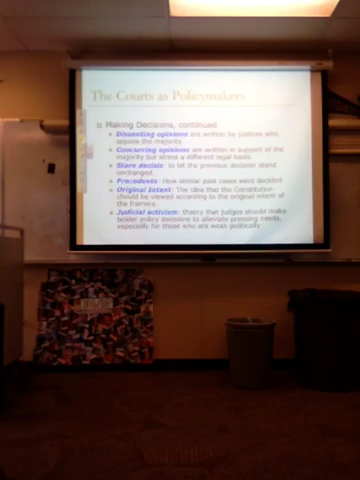 The Courts as Policymakers
Making Decisions, continued
Dissenting opinions are written by justices who
oppose the majority.
Concurring opinions are written in support of the
majority but stress a different legal basis.
Stare decisis: to let the previous decision stand
unchanged.
Precedents: How similar past cases were decided.
Original Intent: The idea that the Constitution
should be viewed according to the original intent of
the framers.
Judicial activism: theory that judges should make
bolder policy decisions to alleviate pressing needs,
especially for those who are weak politically